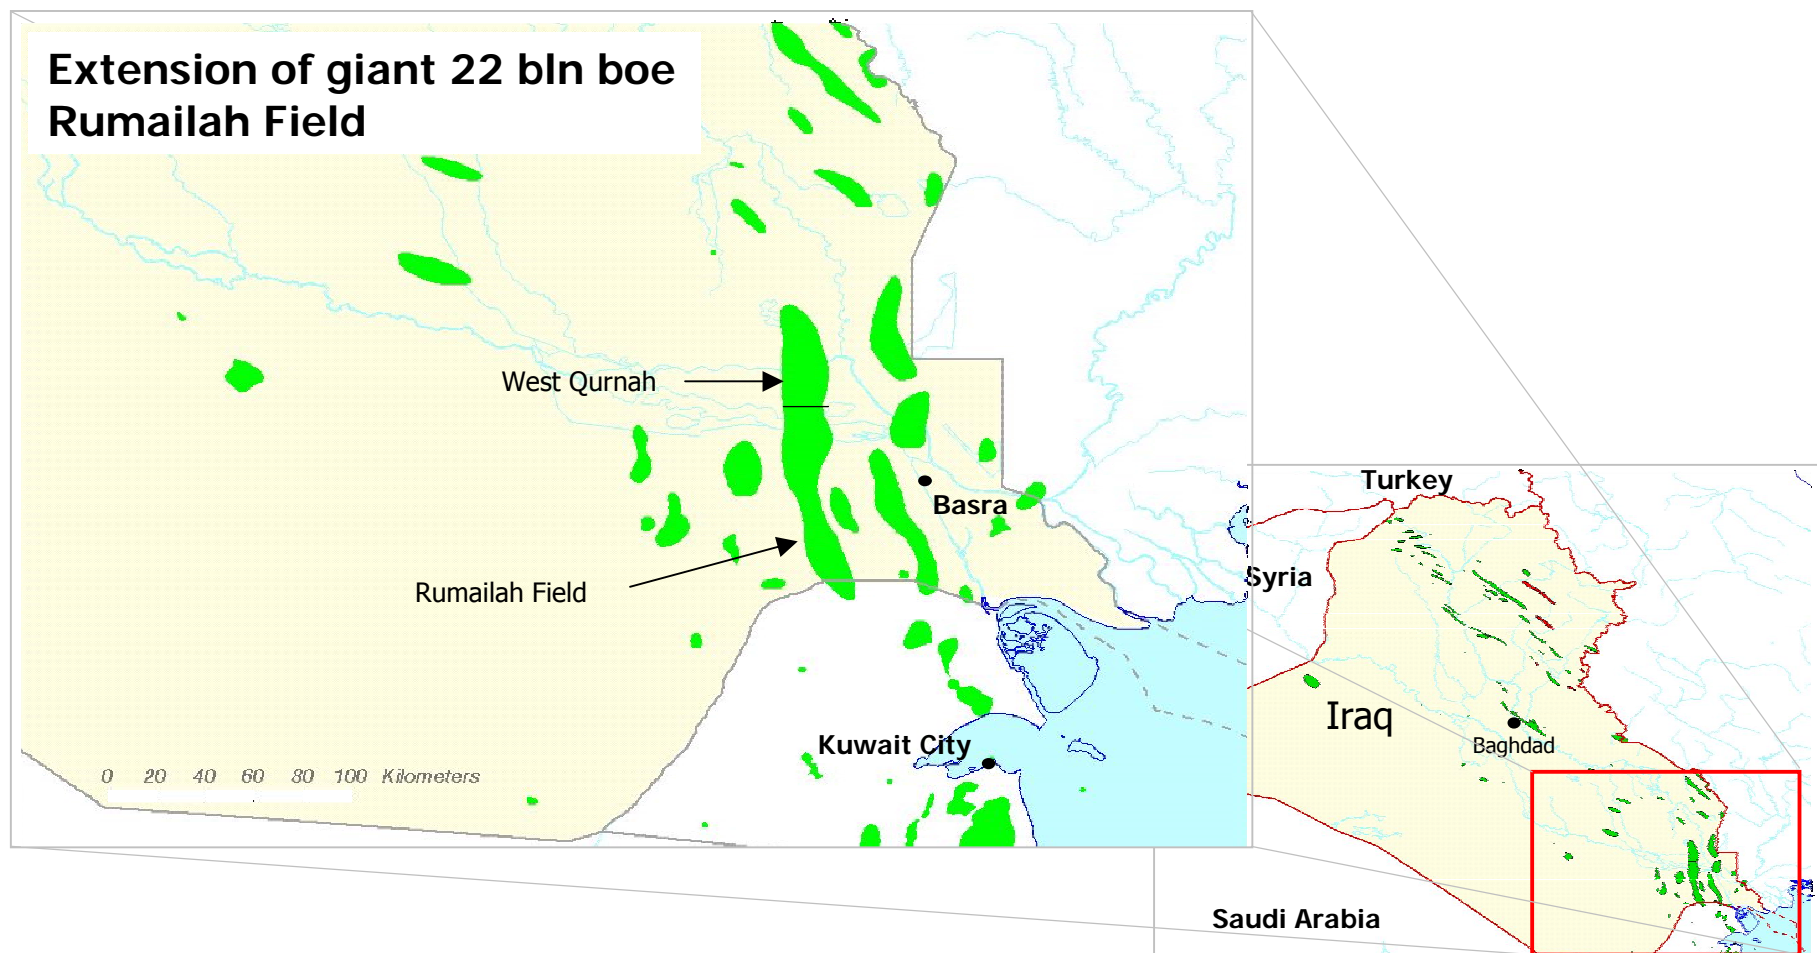 Extension of giant 22 bln boe
Rumailah Field
West Qurnah
Basra
Rumailah Field
Kuwait City
0 20 40 60 80 100 Kilometers
Turkey
Syria
Iraq
Baghdad
Saudi Arabia